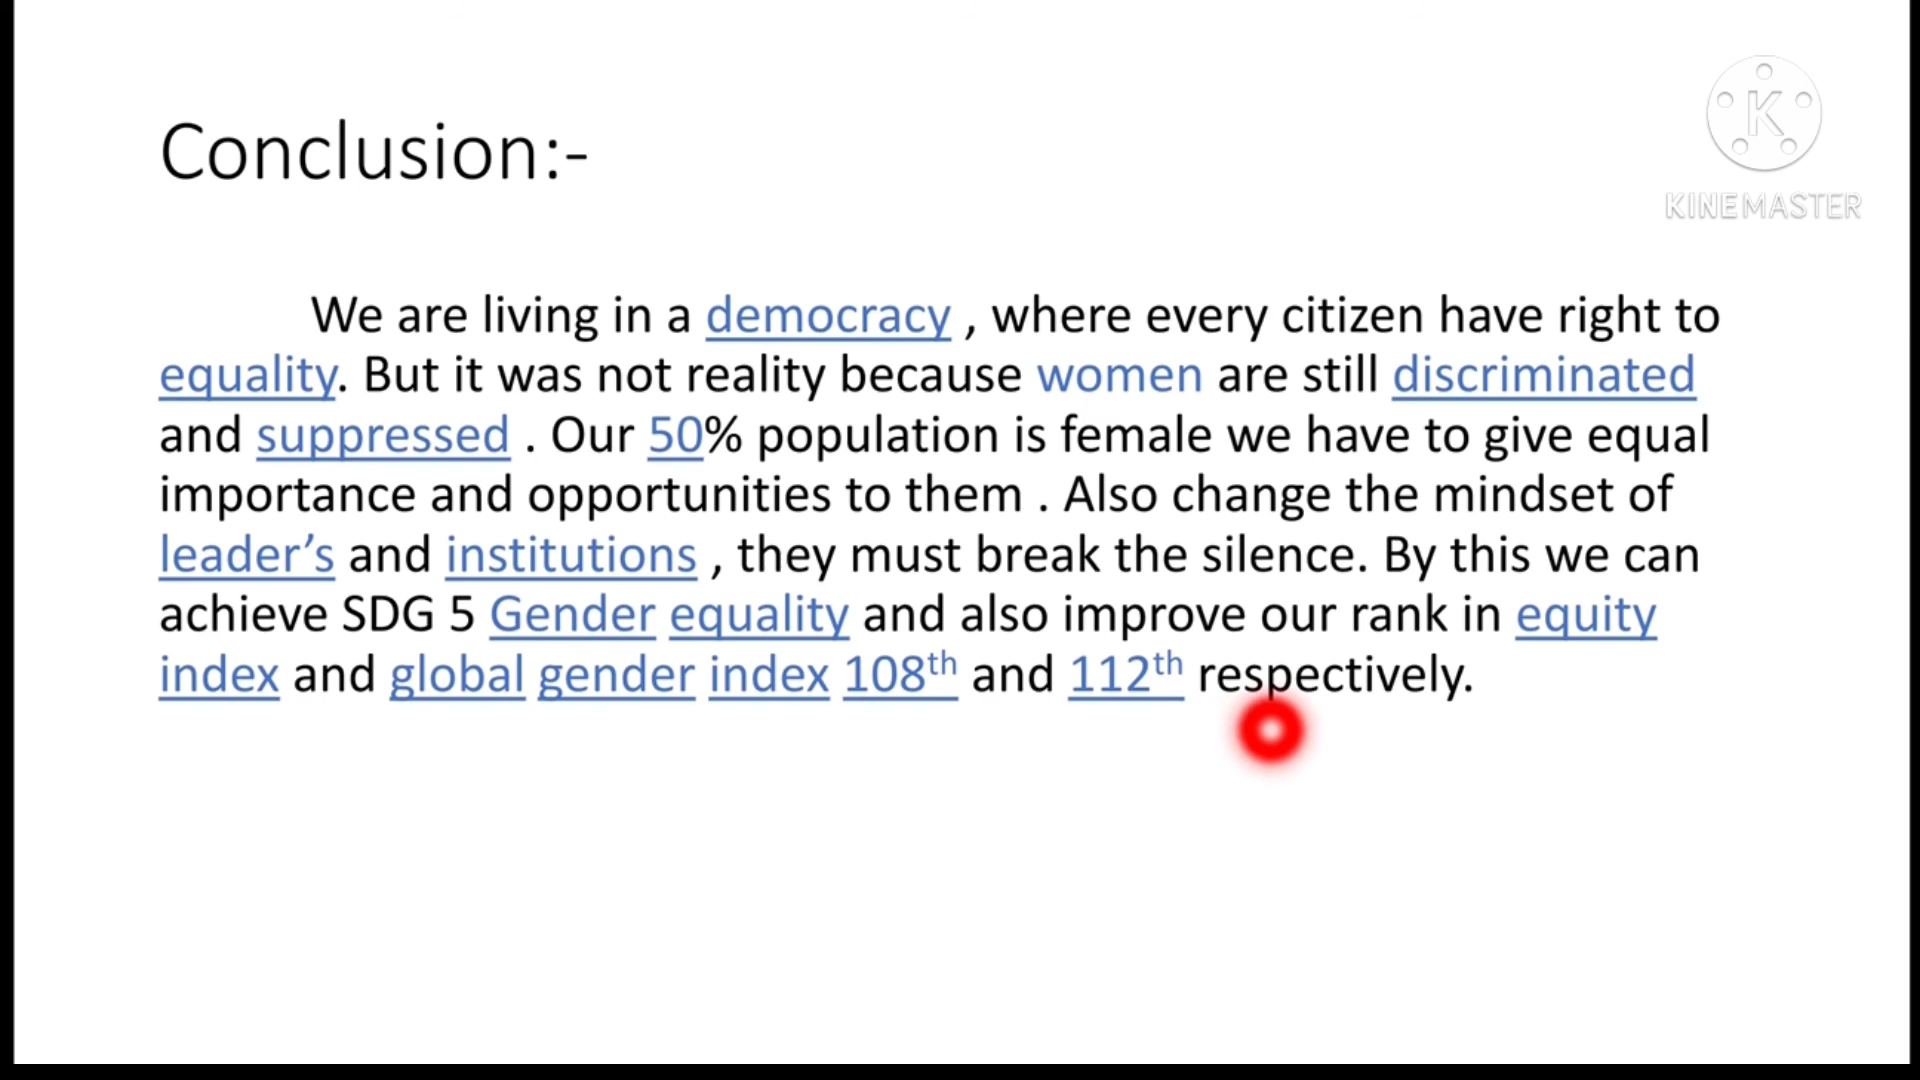 Conclusion:-
K
KINEMASTER
We are living in a democracy , where every citizen have right to
equality. But it was not reality because women are still discriminated
and suppressed . Our 50% population is female we have to give equal
importance and opportunities to them . Also change the mindset of
leader’s and institutions , they must break the silence. By this we can
achieve SDG 5 Gender equality and also improve our rank in equity
index and global gender index 108th and 112th respectively.